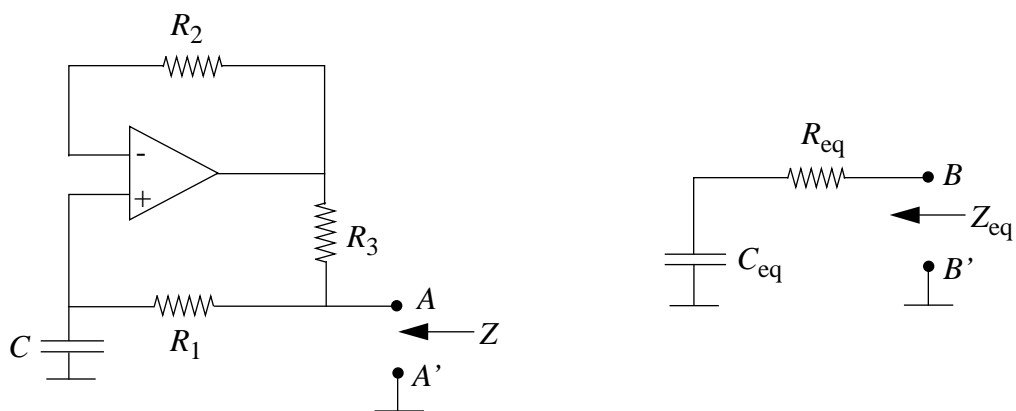 R2
-
+
R3
A
R1
C
Z
A’
Req
B
Zeq
Ceq
B’